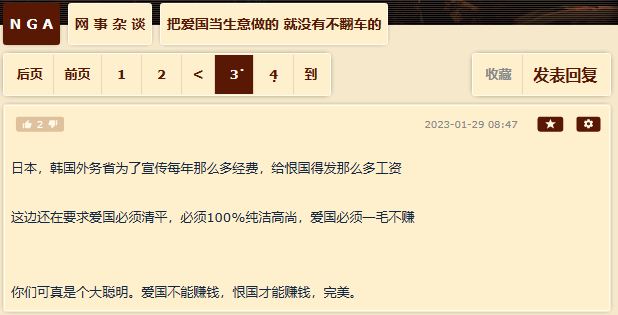 NGA 网事杂谈 把爱国当生意做的 就没有不翻车的
后页 前页 1 2 < 3 4 到 收藏 发表回复
2 2023-01-29 08:47
日本，韩国外务省为了宣传每年那么多经费，给恨国得发那么多工资
这边还在要求爱国必须清平，必须100%纯洁高尚，爱国必须一毛不赚
你们可真是个大聪明。爱国不能赚钱，恨国才能赚钱，完美。